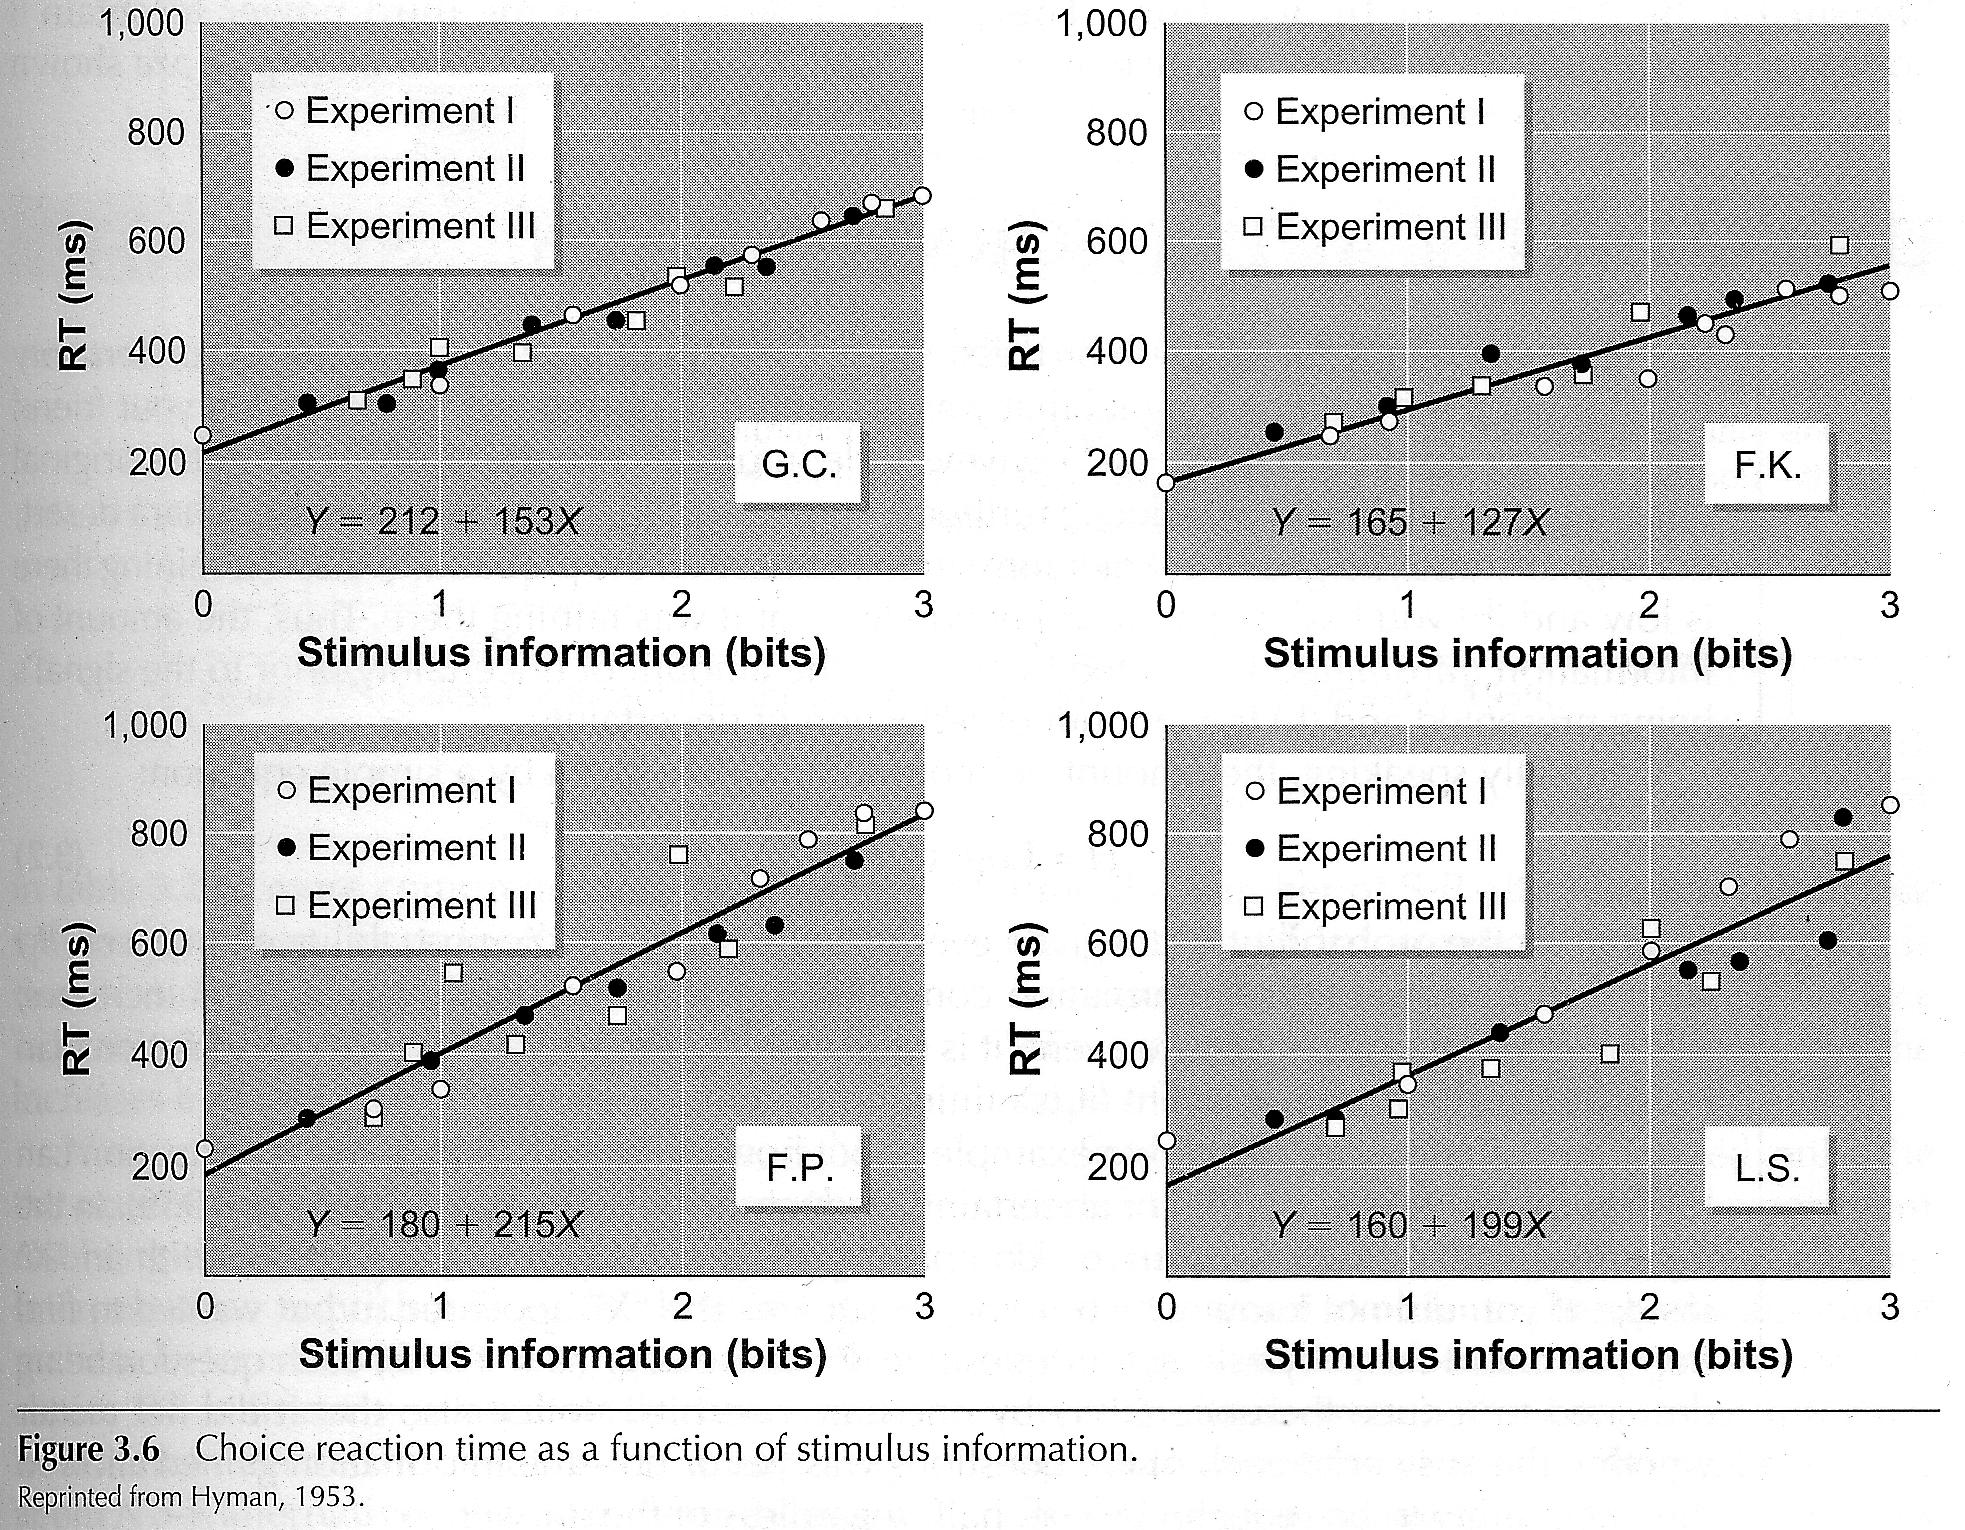 1,000
800
600
400
200
RT (ms)
Experiment I
Experiment II
Experiment III
G.C.
Y = 212 + 153X
0 1 2 3
Stimulus information (bits)
1,000
800
600
400
200
RT (ms)
Experiment I
Experiment II
Experiment III
F.K.
Y = 165 + 127X
0 1 2 3
Stimulus information (bits)
1,000
800
600
400
200
RT (ms)
Experiment I
Experiment II
Experiment III
F.P.
Y = 180 + 215X
0 1 2 3
Stimulus information (bits)
1,000
800
600
400
200
RT (ms)
Experiment I
Experiment II
Experiment III
L.S.
Y = 160 + 199X
0 1 2 3
Stimulus information (bits)
Figure 3.6 Choice reaction time as a function of stimulus information.
Reprinted from Hyman, 1953.